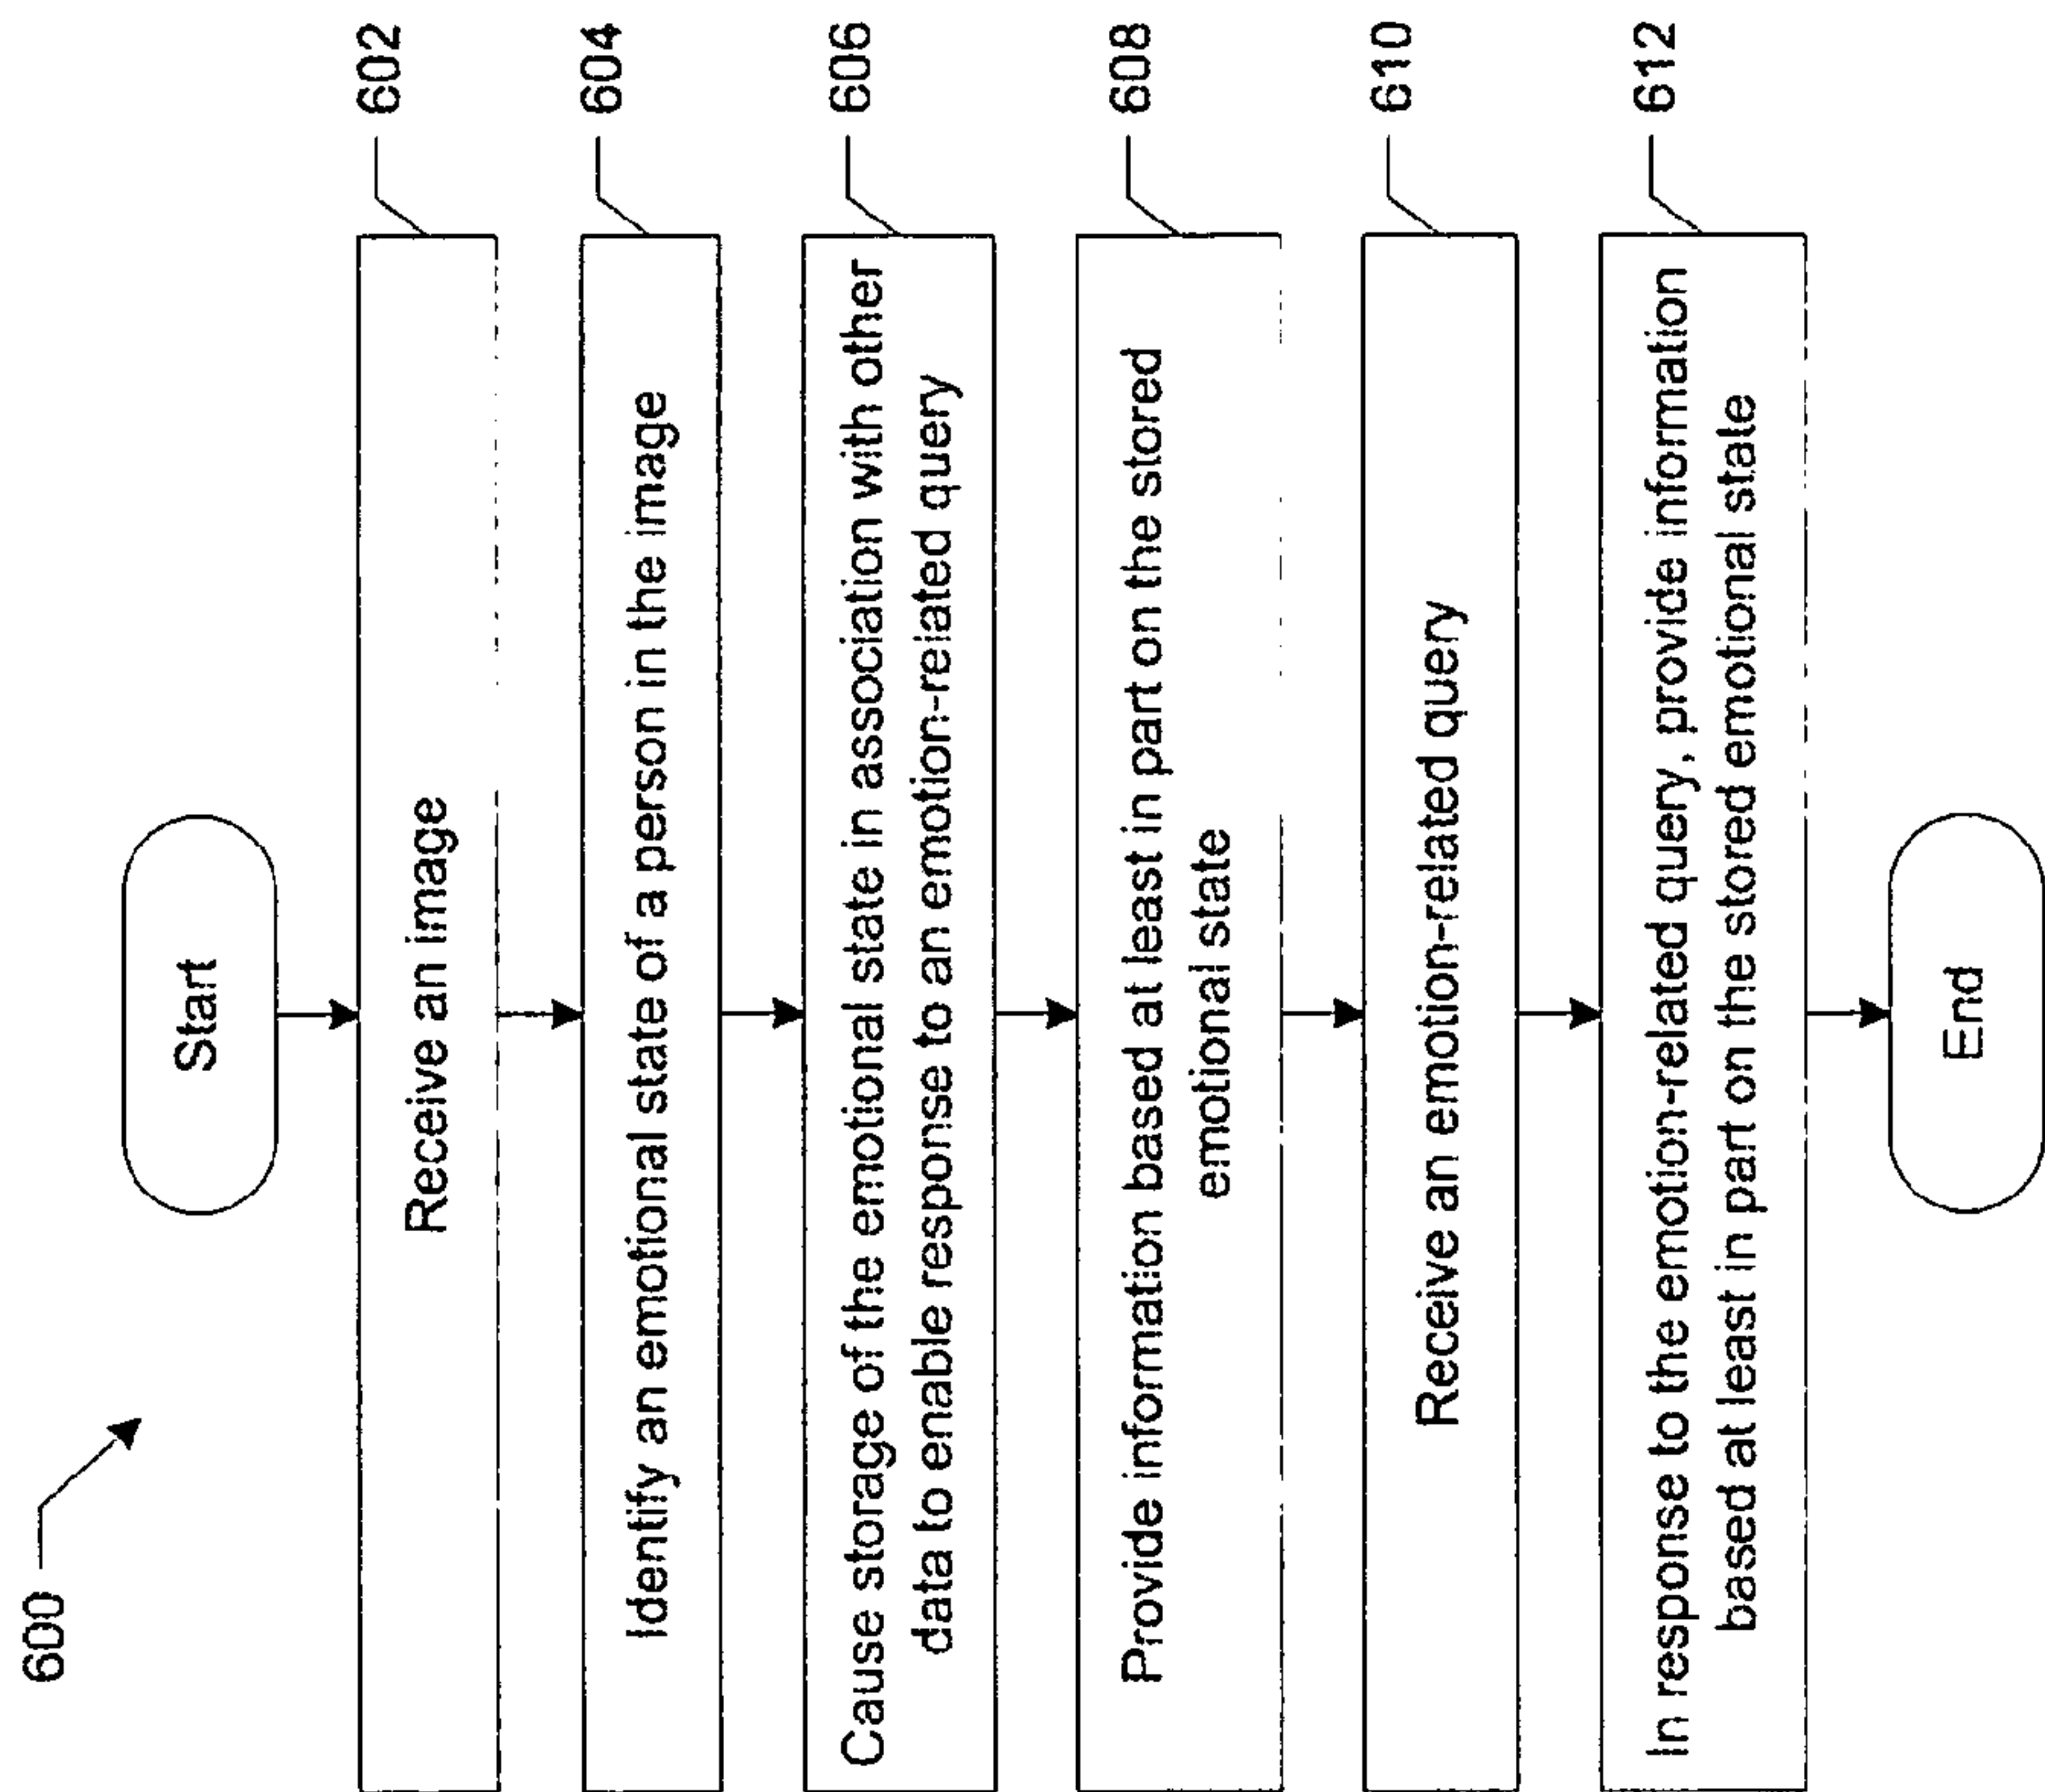 600
Start
Receive an image
602
Identify an emotional state of a person in the image
604
Cause storage of the emotional state in association with other
data to enable response to an emotion-related query
606
Provide information based at least in part on the stored
emotional state
608
Receive an emotion-related query
610
In response to the emotion-related query, provide information
based at least in part on the stored emotional state
612
End